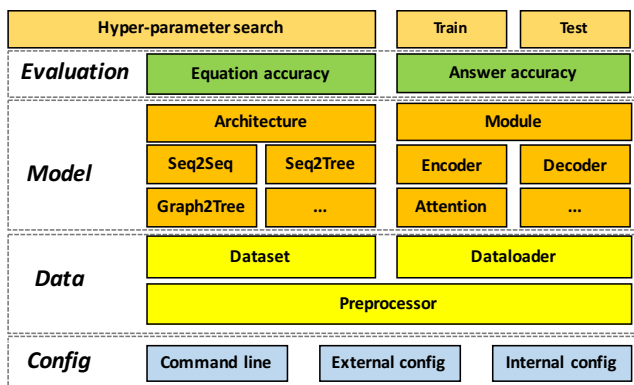 Hyper-parameter search
Train
Test
Evaluation
Equation accuracy
Answer accuracy
Model
Architecture
Module
Seq2Seq
Seq2Tree
Encoder
Decoder
Graph2Tree
...
Attention
...
Data
Dataset
Dataloader
Preprocessor
Config
Command line
External config
Internal config